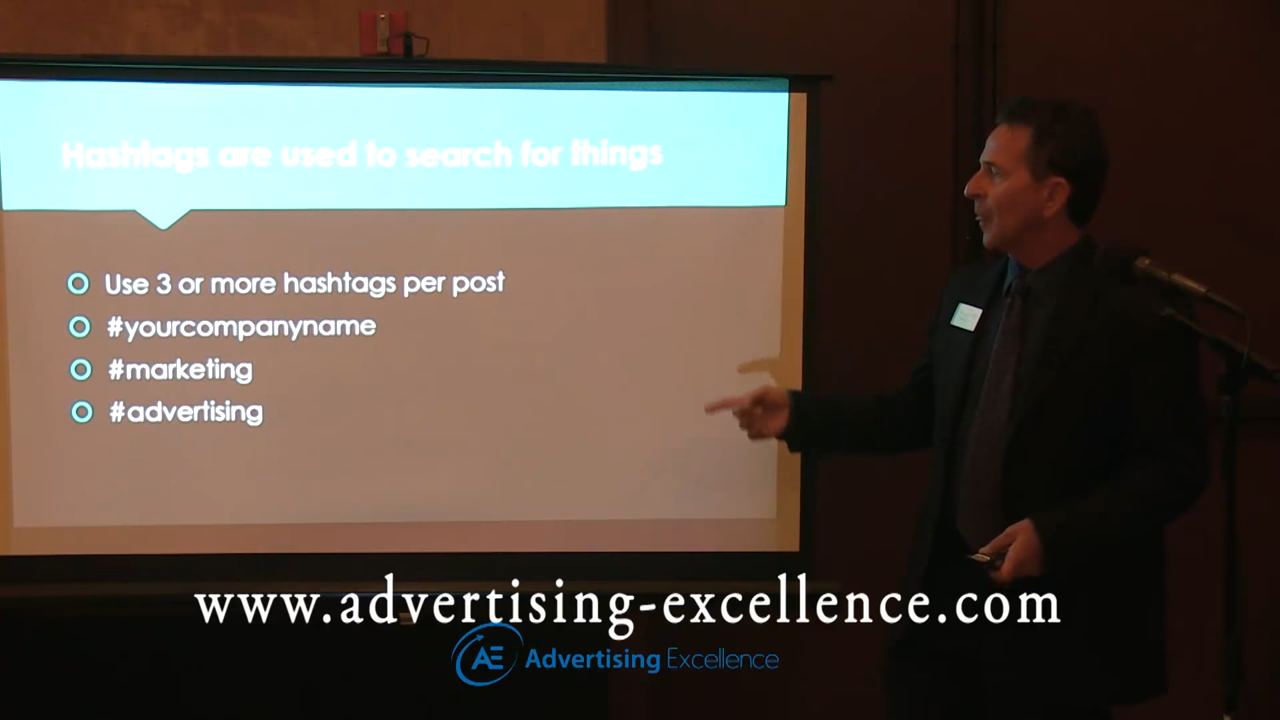 Hashtags are used to search for things
Use 3 or more hashtags per post
#yourcompanyname
#marketing
#advertising
www.advertising-excellence.com
AE Advertising Excellence